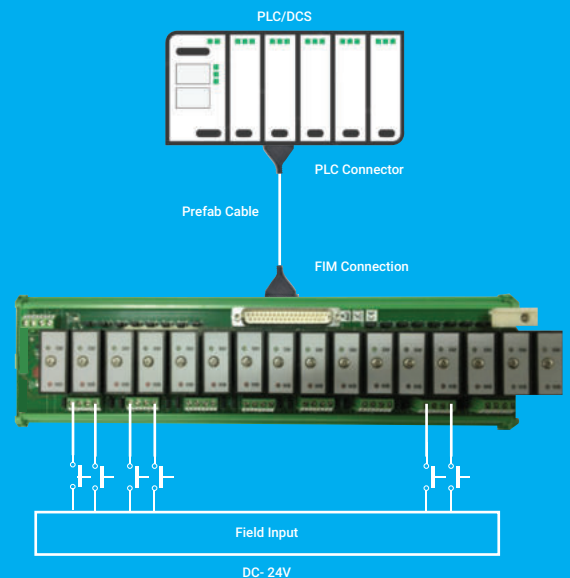 PLC/DCS
PLC Connector
Prefab Cable
FIM Connection
Field Input
DC- 24V